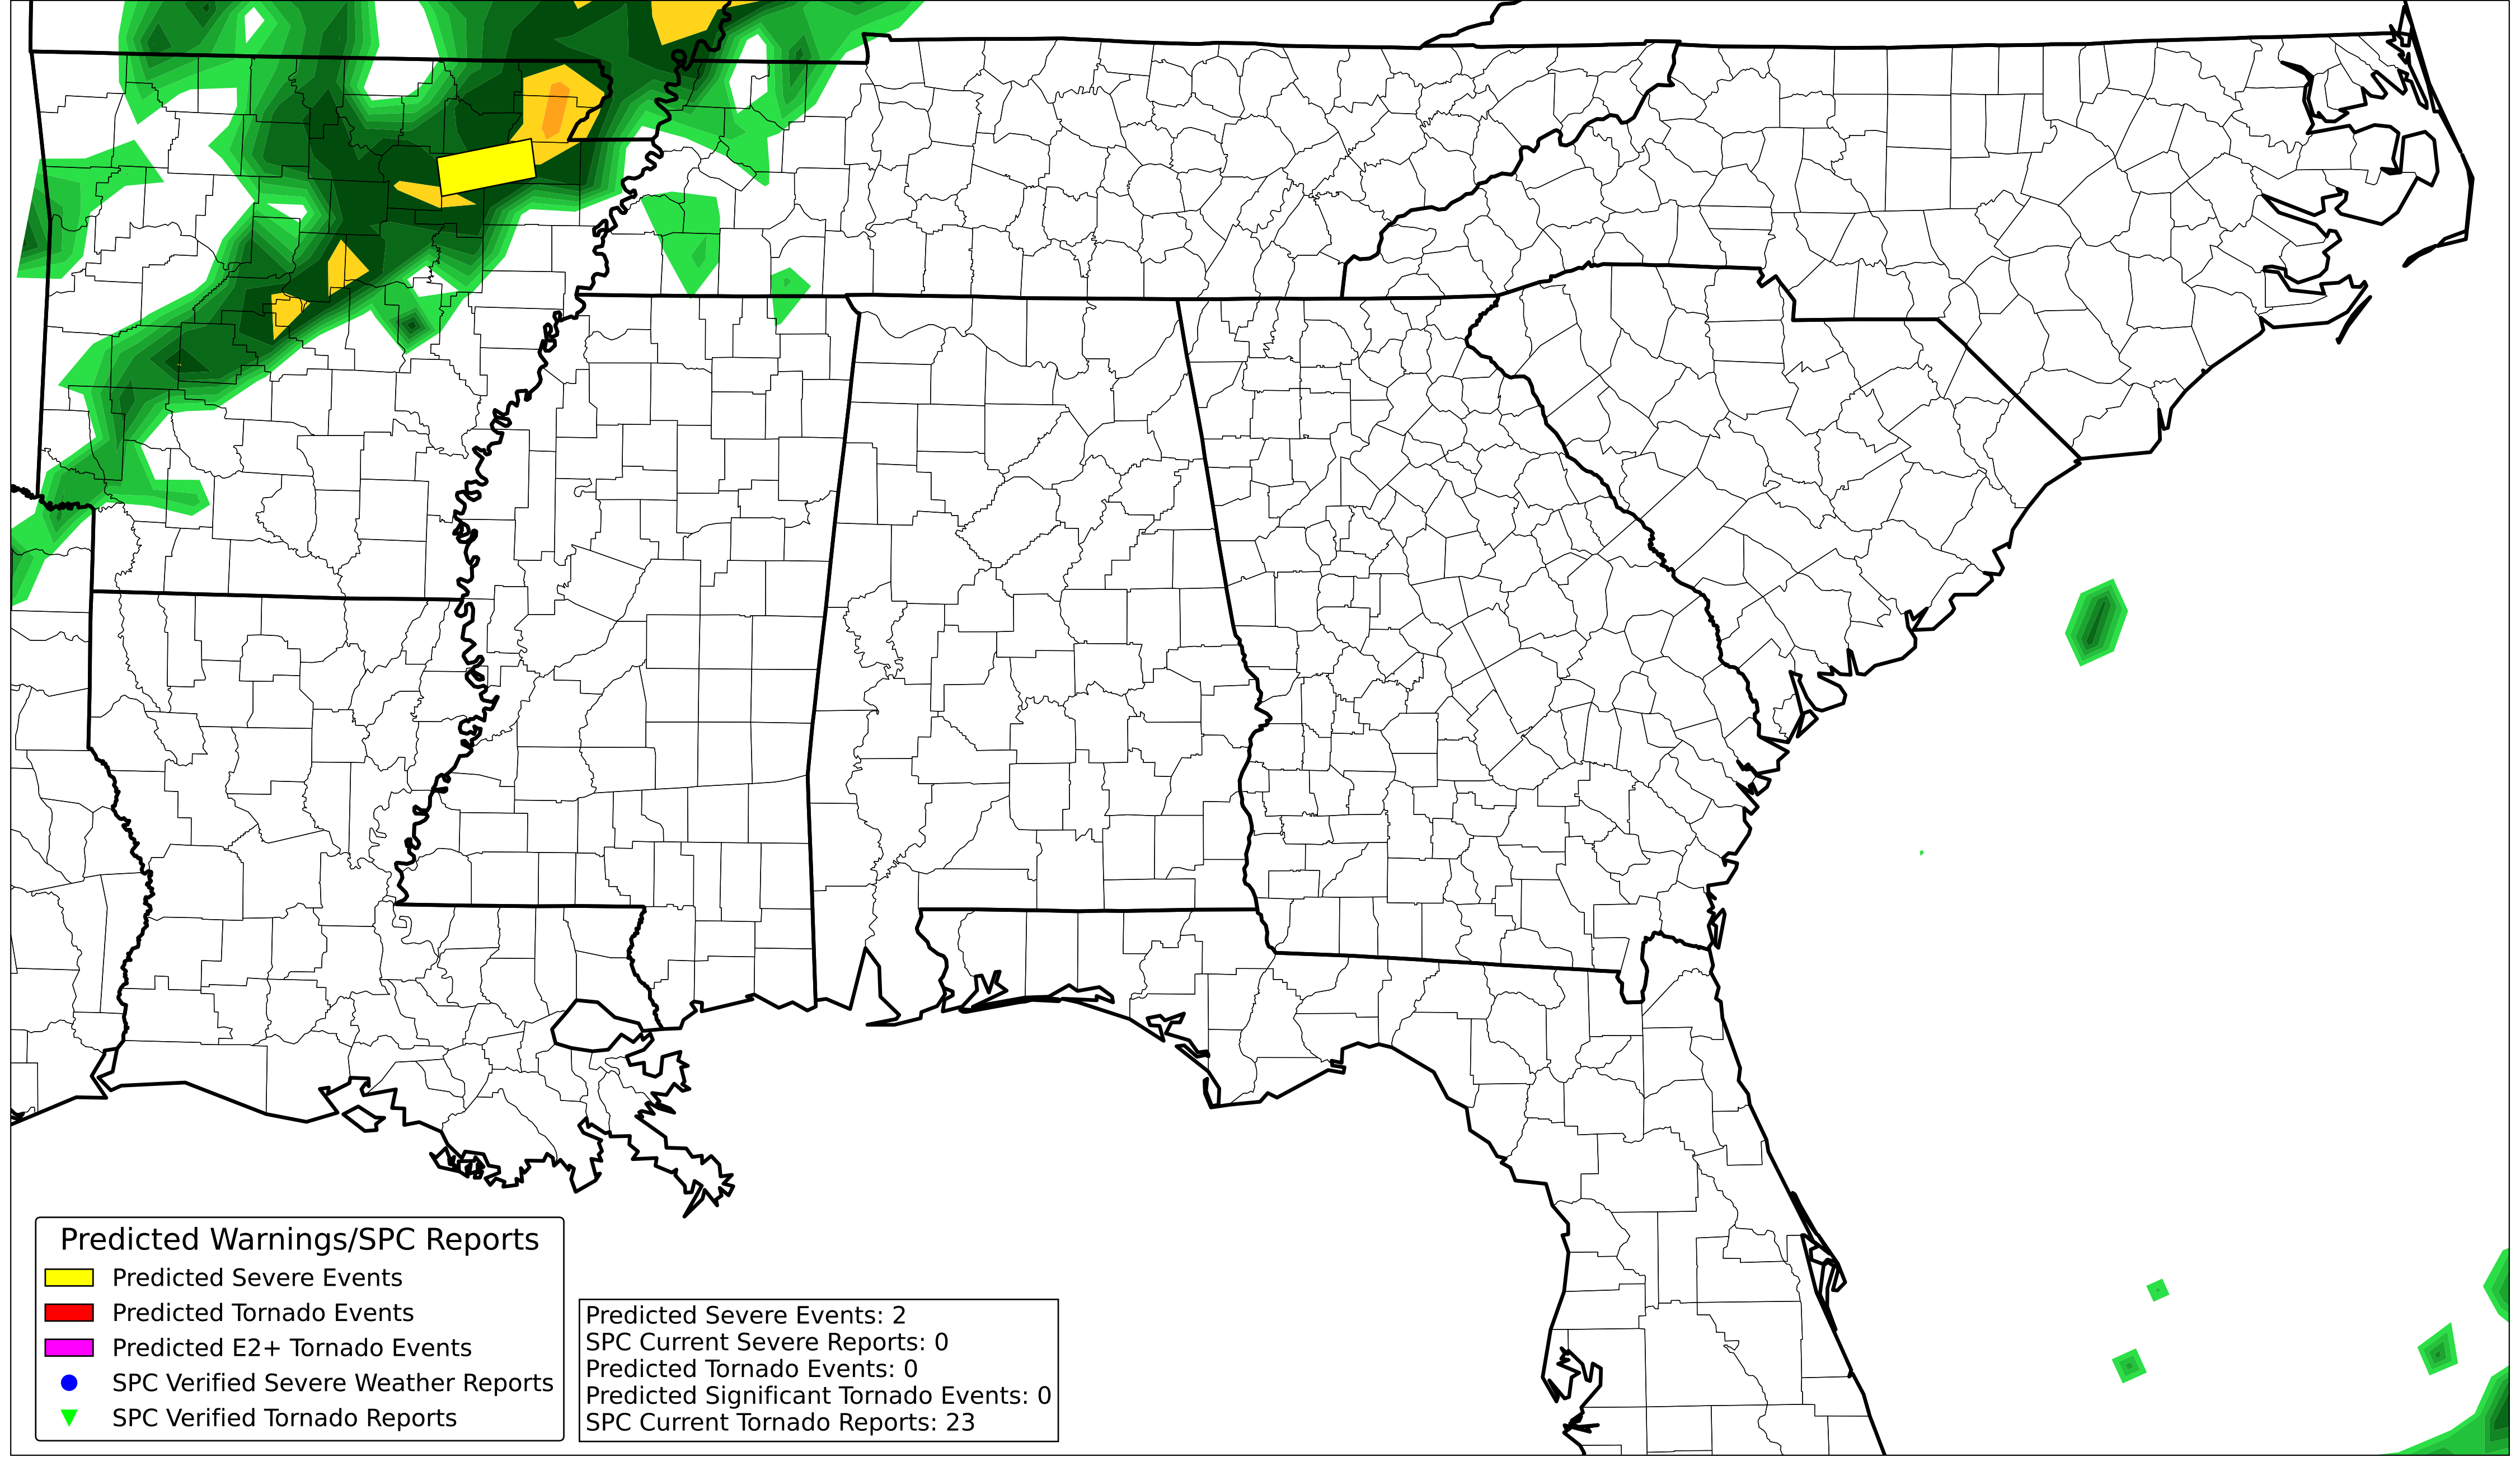 Predicted Warnings/SPC Reports
Predicted Severe Events
Predicted Tornado Events
Predicted E2+ Tornado Events
SPC Verified Severe Weather Reports
SPC Verified Tornado Reports
Predicted Severe Events: 2
SPC Current Severe Reports: 0
Predicted Tornado Events: 0
Predicted Significant Tornado Events: 0
SPC Current Tornado Reports: 23